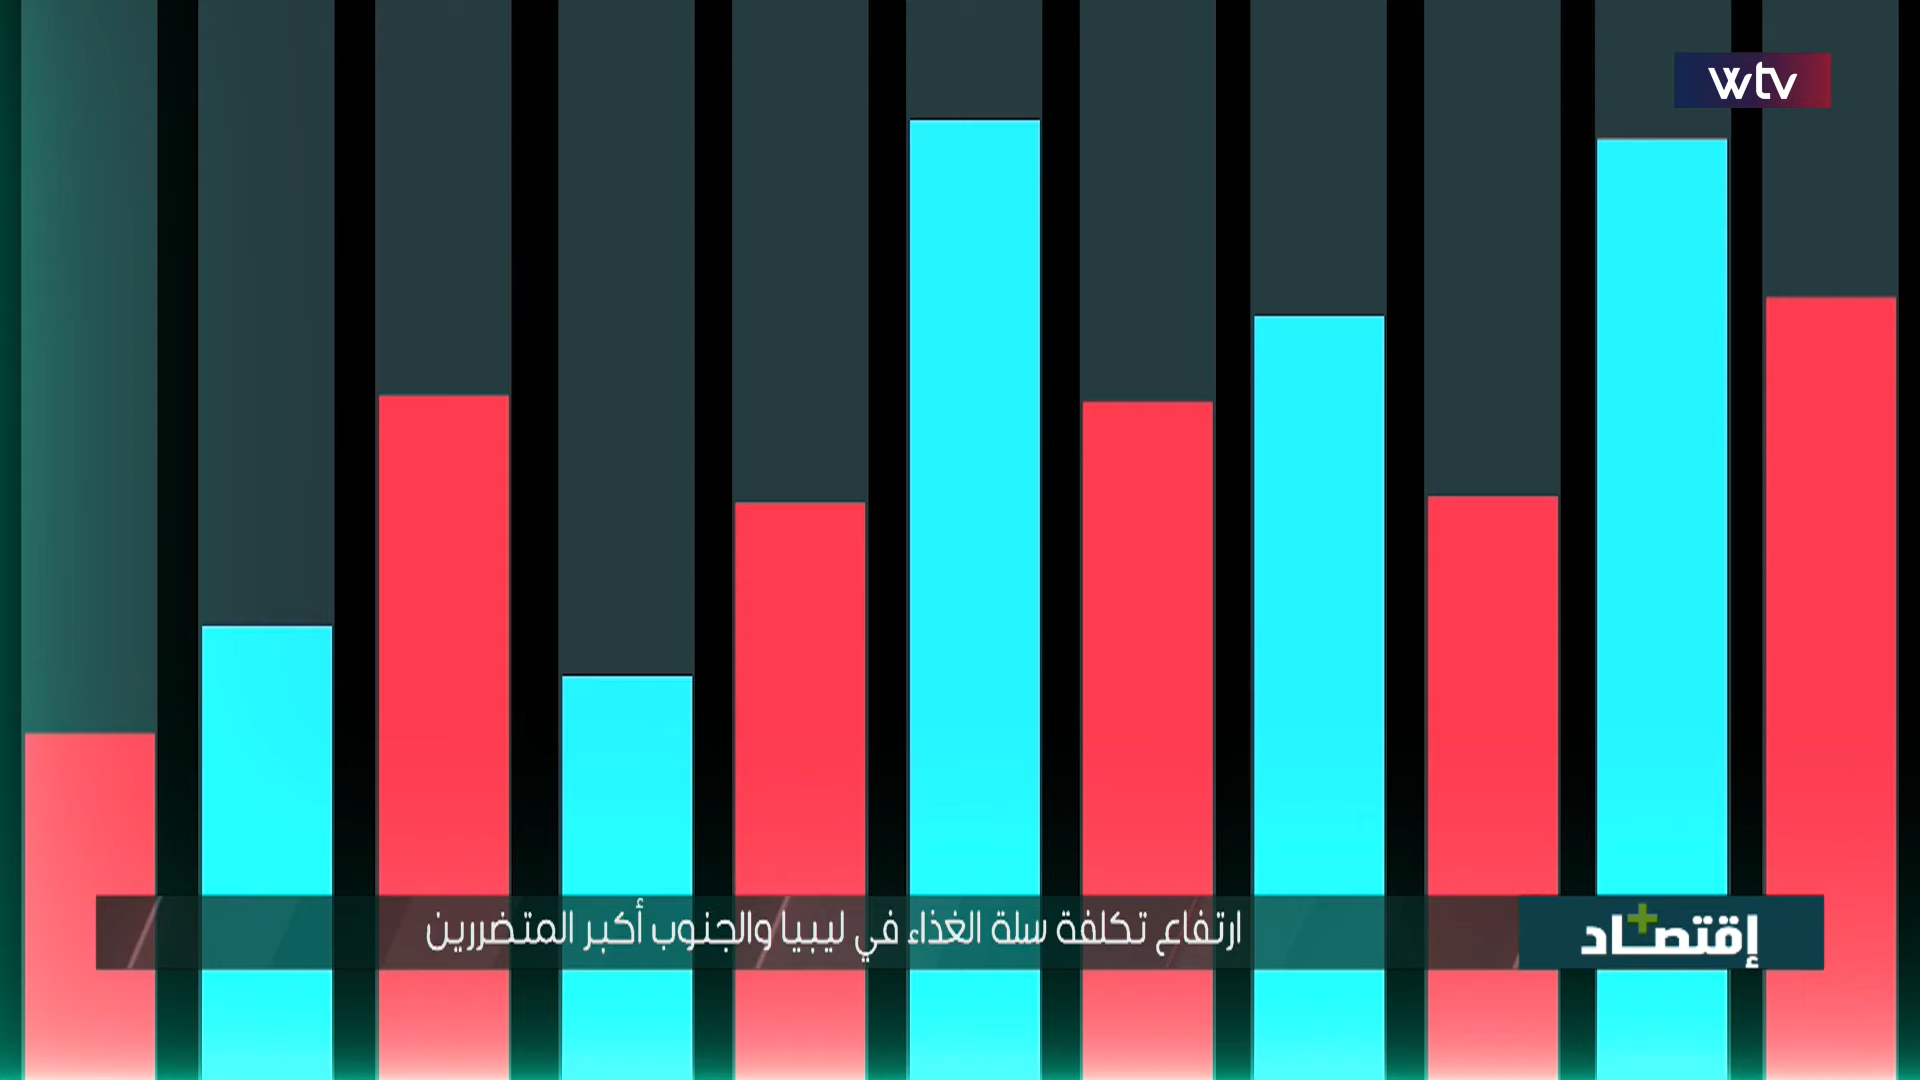 wtv
إقتصاد+
ارتفاع تكلفة سلة الغذاء في ليبيا والجنوب أكبر المتضررين